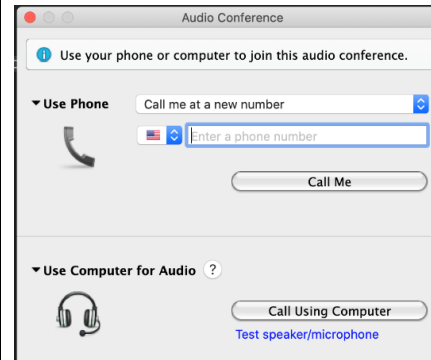 Audio Conference
Use your phone or computer to join this audio conference.
Use Phone
Call me at a new number
Enter a phone number
Call Me
Use Computer for Audio ?
Call Using Computer
Test speaker/microphone